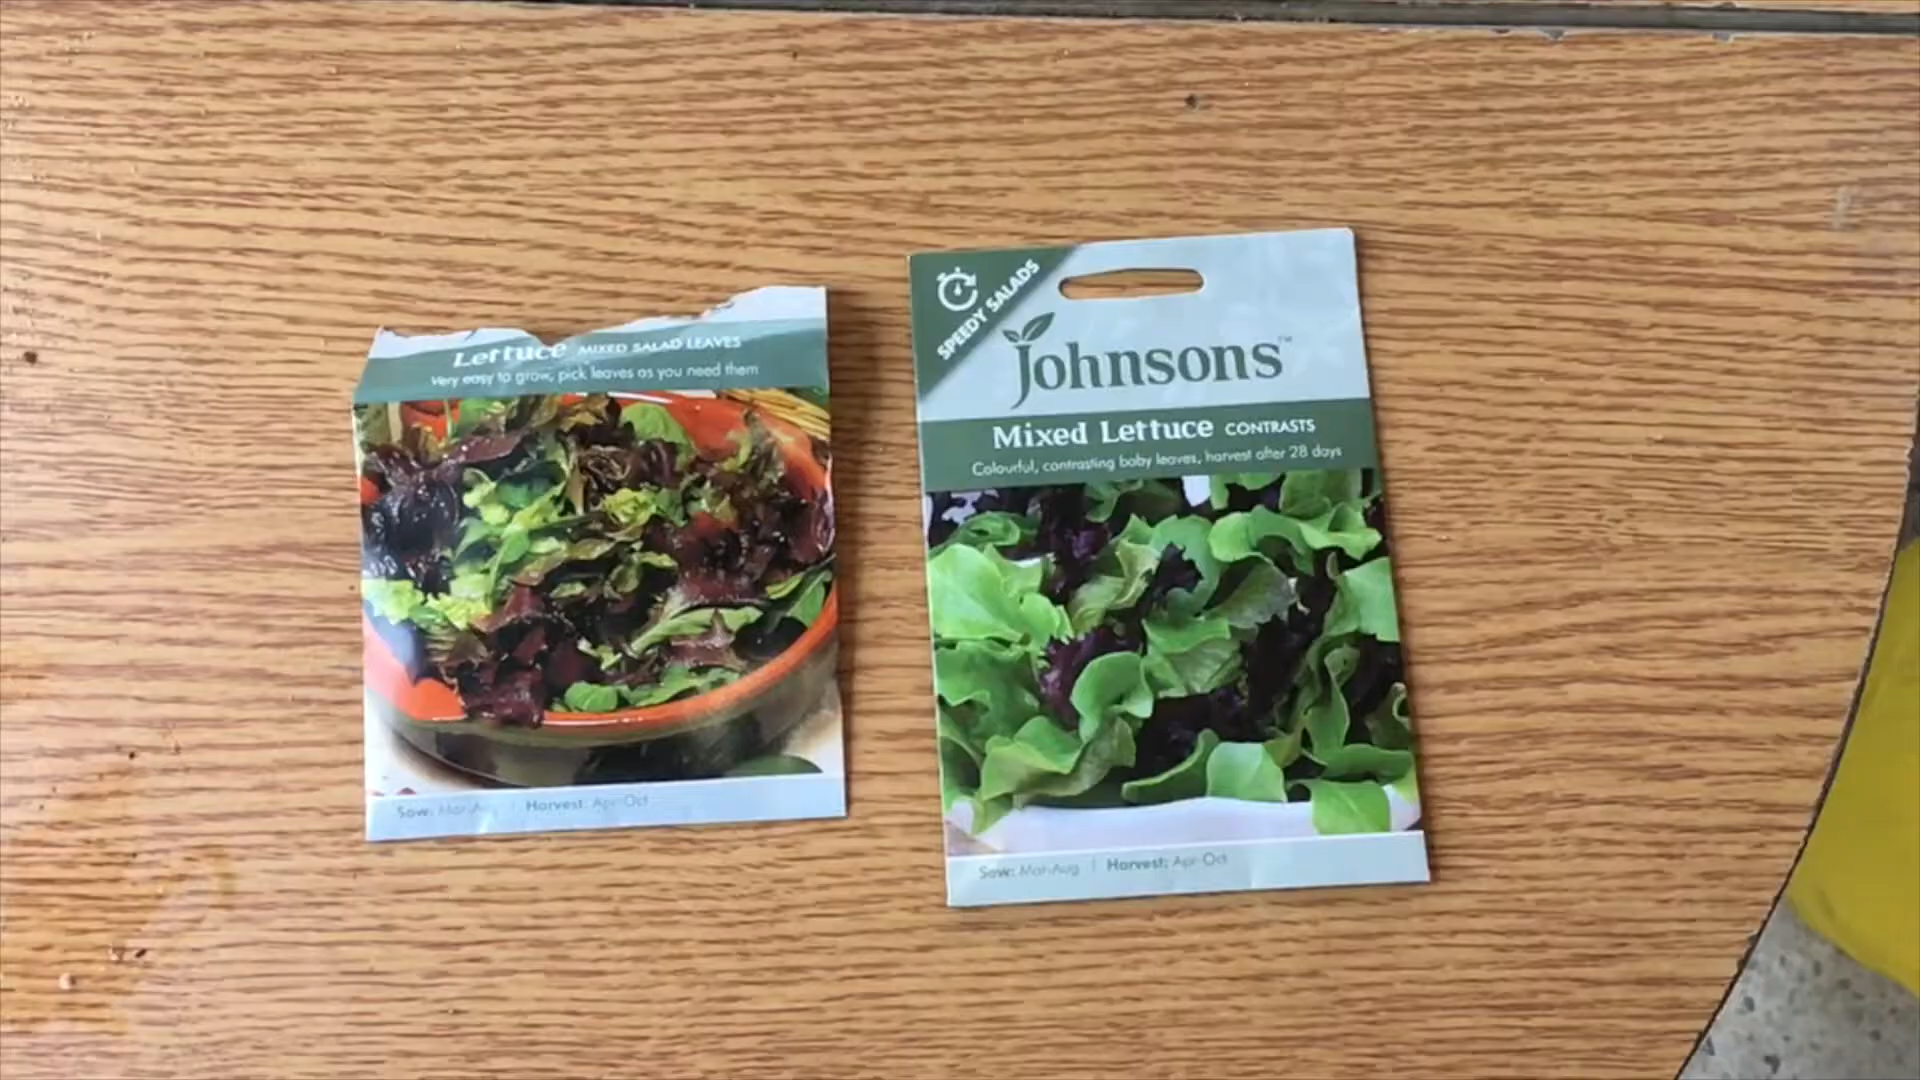 Lettuce MIXED SALAD LEAVES
Very easy to grow, pick leaves as you need them
Sow: Mar-Aug | Harvest: Apr-Oct
SPEEDY SALADS
Johnsons™
Mixed Lettuce CONTRASTS
Colourful, contrasting baby leaves, harvest after 28 days
Sow: Mar-Aug | Harvest: Apr-Oct